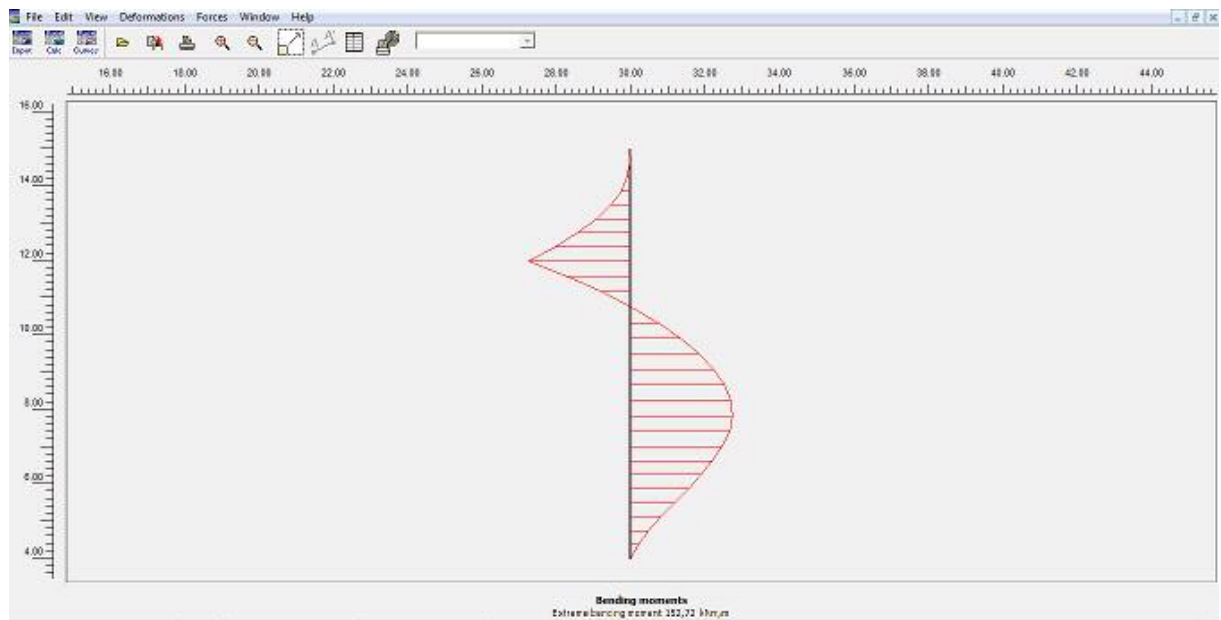 File Edit View Deformations Forces Window Help
Input Calc Output
16.00 18.00 20.00 22.00 24.00 26.00 28.00 30.00 32.00 34.00 36.00 38.00 40.00 42.00 44.00
16.00
14.00
12.00
10.00
8.00
6.00
4.00
Bending moments
Extreme bending moment 152,72 kNm/m